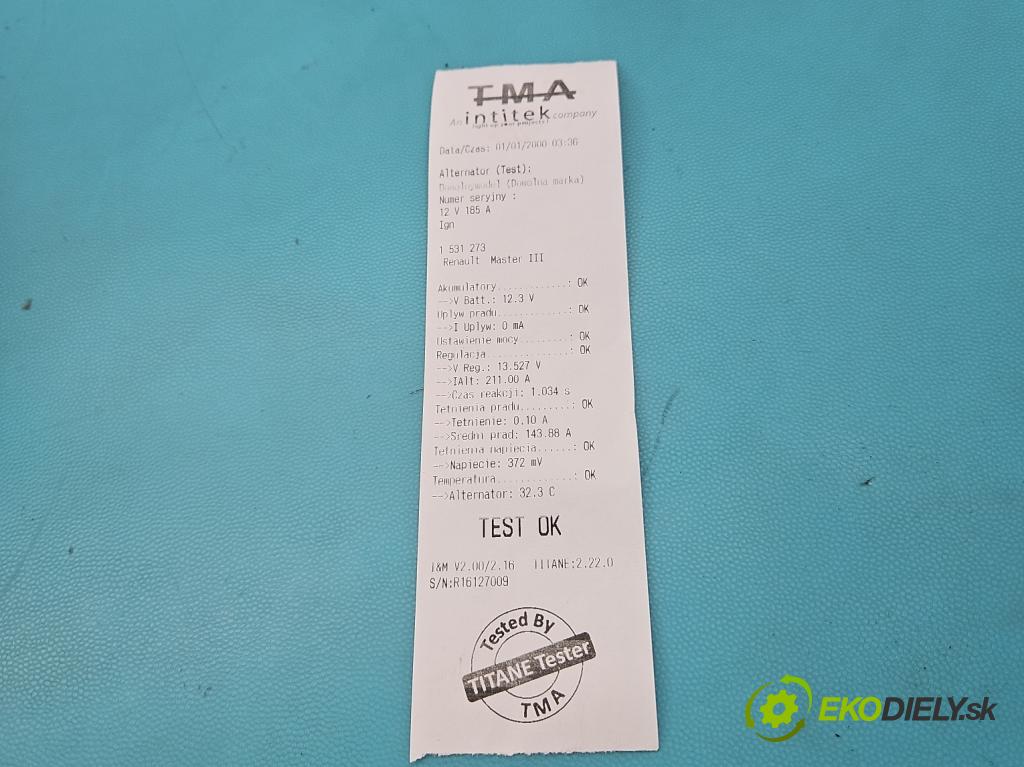 TMA
An intitek company
light up your projects!
Data/Czas: 01/01/2000 03:36
Alternator (Test):
Dowolnymodel (Dowolna marka)
Numer seryjny :
12 V 185 A
Ign
1 531 273
Renault Master III
Akumulatory............: OK
-->V Batt.: 12.3 V
Uplyw pradu............: OK
-->I Uplyw: 0 mA
Ustawienie mocy........: OK
Regulacja..............: OK
-->V Reg.: 13.527 V
-->IAlt: 211.00 A
-->Czas reakcji: 1.034 s
Tetnienia pradu........: OK
-->Tetnienie: 0.10 A
-->Sredni prad: 143.88 A
Tetnienia napiecia.....: OK
-->Napiecie: 372 mV
Temperatura............: OK
-->Alternator: 32.3 C
TEST OK
I&M V2.00/2.16 TITANE:2.22.0
S/N:R16127009
Tested By
TITANE Tester
TMA
EKODIELY.sk